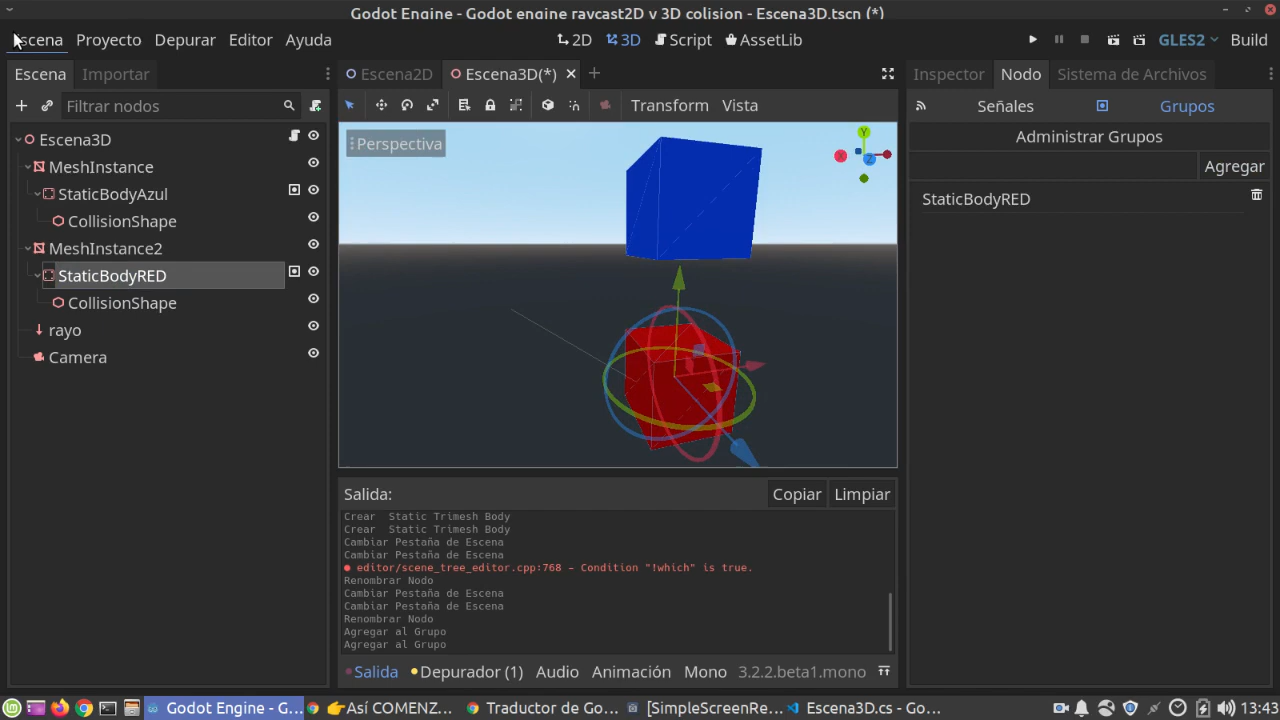 Godot Engine - Godot engine raycast2D y 3D colision - Escena3D.tscn (*)
Escena Proyecto Depurar Editor Ayuda
2D 3D Script AssetLib
GLES2 Build
Escena Importar
Escena2D Escena3D(*)
Inspector Nodo Sistema de Archivos
Filtrar nodos
Transform Vista
Señales Grupos
Administrar Grupos
Agregar
StaticBodyRED
Escena3D
MeshInstance
StaticBodyAzul
CollisionShape
MeshInstance2
StaticBodyRED
CollisionShape
rayo
Camera
Perspectiva
Y
Z
Salida: Copiar Limpiar
Crear Static Trimesh Body
Crear Static Trimesh Body
Cambiar Pestaña de Escena
Cambiar Pestaña de Escena
editor/scene_tree_editor.cpp:768 - Condition "!which" is true.
Renombrar Nodo
Cambiar Pestaña de Escena
Cambiar Pestaña de Escena
Renombrar Nodo
Agregar al Grupo
Agregar al Grupo
Salida Depurador (1) Audio Animación Mono 3.2.2.beta1.mono
Godot Engine - G... Así COMENZ... Traductor de Go... [SimpleScreenRe... Escena3D.cs - Go... 13:43